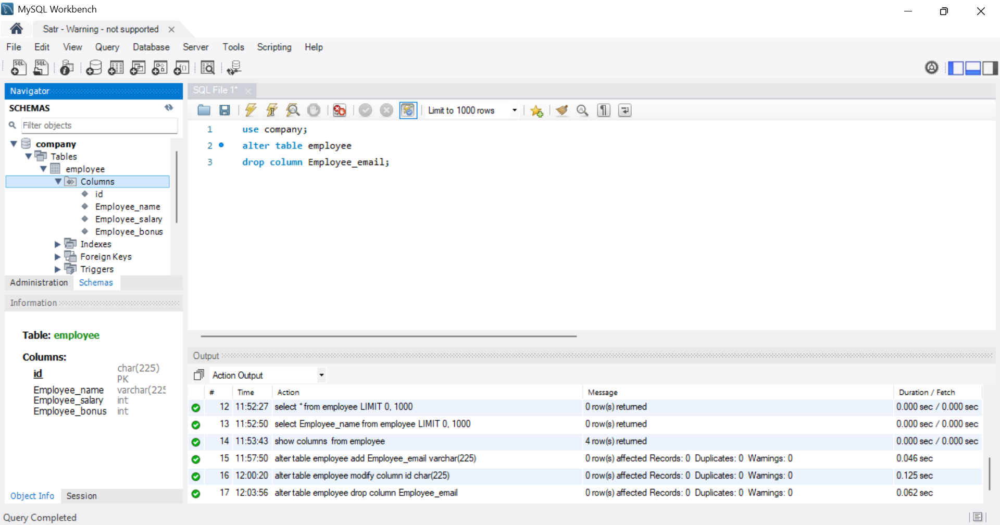 MySQL Workbench
Satr - Warning - not supported
File Edit View Query Database Server Tools Scripting Help
Navigator
SCHEMAS
Filter objects
company
Tables
employee
Columns
id
Employee_name
Employee_salary
Employee_bonus
Indexes
Foreign Keys
Triggers
Administration Schemas
Information
Table: employee
Columns:
id char(225) PK
Employee_name varchar(225
Employee_salary int
Employee_bonus int
Object Info Session
SQL File 1*
Limit to 1000 rows
1 use company;
2 alter table employee
3 drop column Employee_email;
Output
Action Output
# Time Action Message Duration / Fetch
12 11:52:27 select * from employee LIMIT 0, 1000 0 row(s) returned 0.000 sec / 0.000 sec
13 11:52:50 select Employee_name from employee LIMIT 0, 1000 0 row(s) returned 0.000 sec / 0.000 sec
14 11:53:43 show columns from employee 4 row(s) returned 0.000 sec / 0.000 sec
15 11:57:50 alter table employee add Employee_email varchar(225) 0 row(s) affected Records: 0 Duplicates: 0 Warnings: 0 0.046 sec
16 12:00:20 alter table employee modify column id char(225) 0 row(s) affected Records: 0 Duplicates: 0 Warnings: 0 0.125 sec
17 12:03:56 alter table employee drop column Employee_email 0 row(s) affected Records: 0 Duplicates: 0 Warnings: 0 0.062 sec
Query Completed